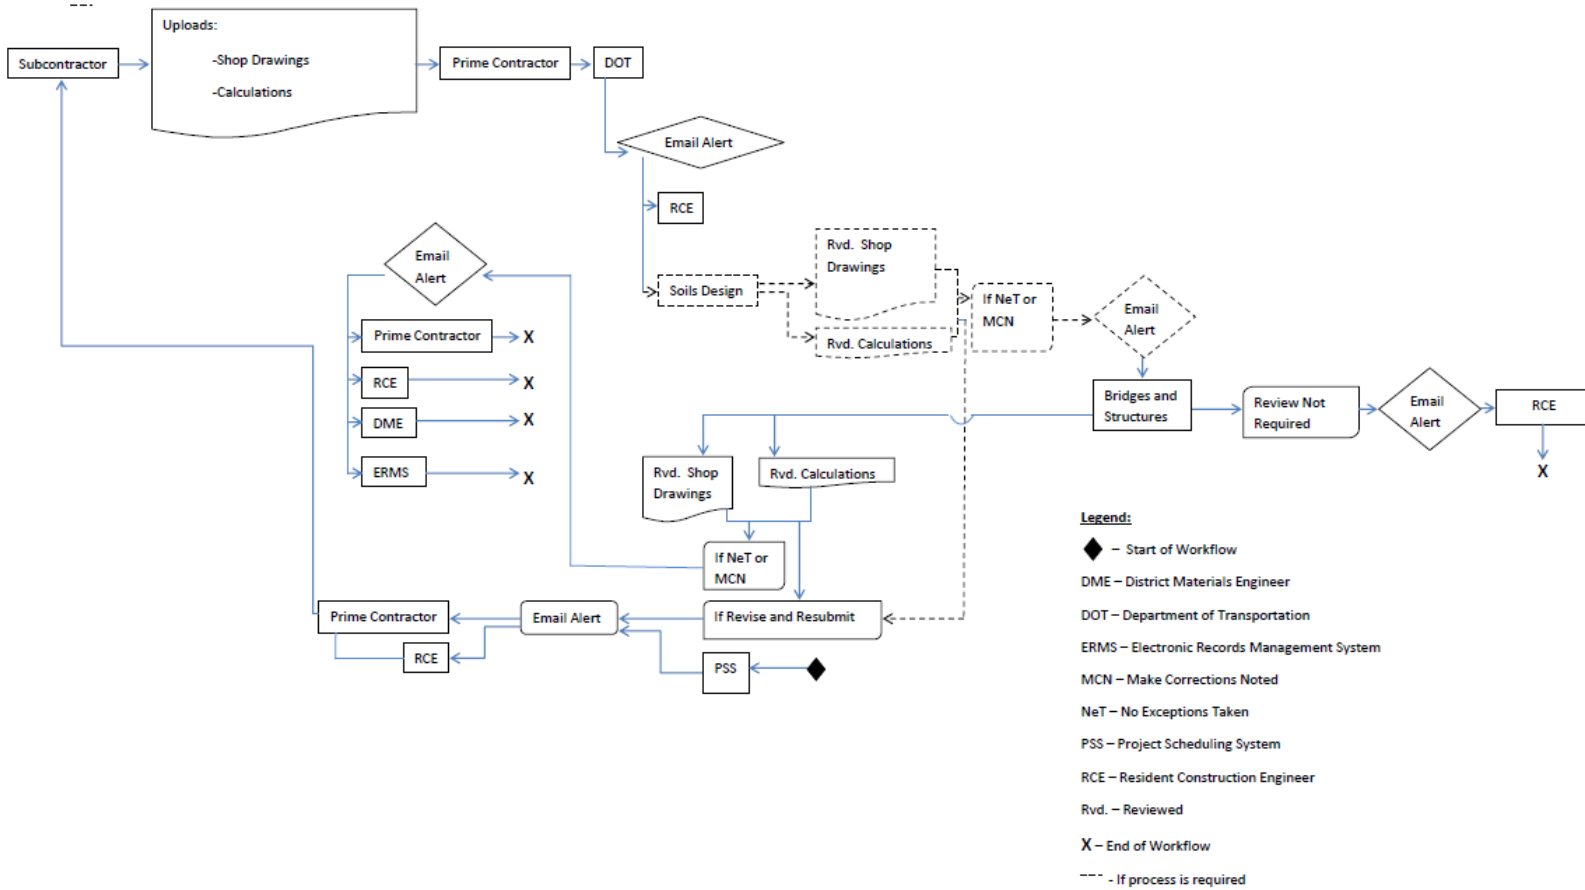 Uploads:
Subcontractor
-Shop Drawings
-Calculations
Prime Contractor
DOT
Email Alert
RCE
Soils Design
Rvd. Shop
Drawings
Rvd. Calculations
If NeT or
MCN
Email
Alert
Bridges and
Structures
Review Not
Required
Email
Alert
RCE
X
Email
Alert
Prime Contractor
X
RCE
X
DME
X
ERMS
X
Rvd. Shop
Drawings
Rvd. Calculations
If NeT or
MCN
If Revise and Resubmit
Email Alert
Prime Contractor
RCE
PSS
Legend:
– Start of Workflow
DME – District Materials Engineer
DOT – Department of Transportation
ERMS – Electronic Records Management System
MCN – Make Corrections Noted
NeT – No Exceptions Taken
PSS – Project Scheduling System
RCE – Resident Construction Engineer
Rvd. – Reviewed
X – End of Workflow
--- - If process is required